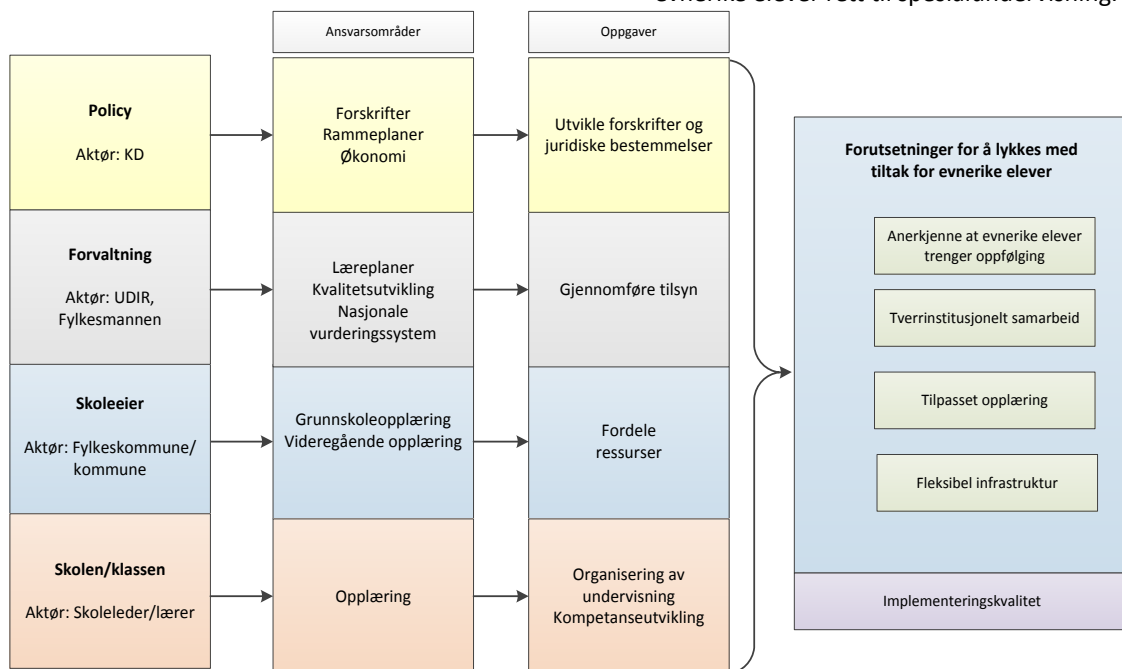 Ansvarsområder
Oppgaver
Policy
Aktør: KD
Forskrifter
Rammeplaner
Økonomi
Utvikle forskrifter og
juridiske bestemmelser
Forvaltning
Aktør: UDIR,
Fylkesmannen
Læreplaner
Kvalitetsutvikling
Nasjonale
vurderingssystem
Gjennomføre tilsyn
Skoleeier
Aktør: Fylkeskommune/
kommune
Grunnskoleopplæring
Videregående opplæring
Fordele
ressurser
Skolen/klassen
Aktør: Skoleleder/lærer
Opplæring
Organisering av
undervisning
Kompetanseutvikling
Forutsetninger for å lykkes med
tiltak for evnerike elever
Anerkjenne at evnerike elever
trenger oppfølging
Tverrinstitusjonelt samarbeid
Tilpasset opplæring
Fleksibel infrastruktur
Implementeringskvalitet